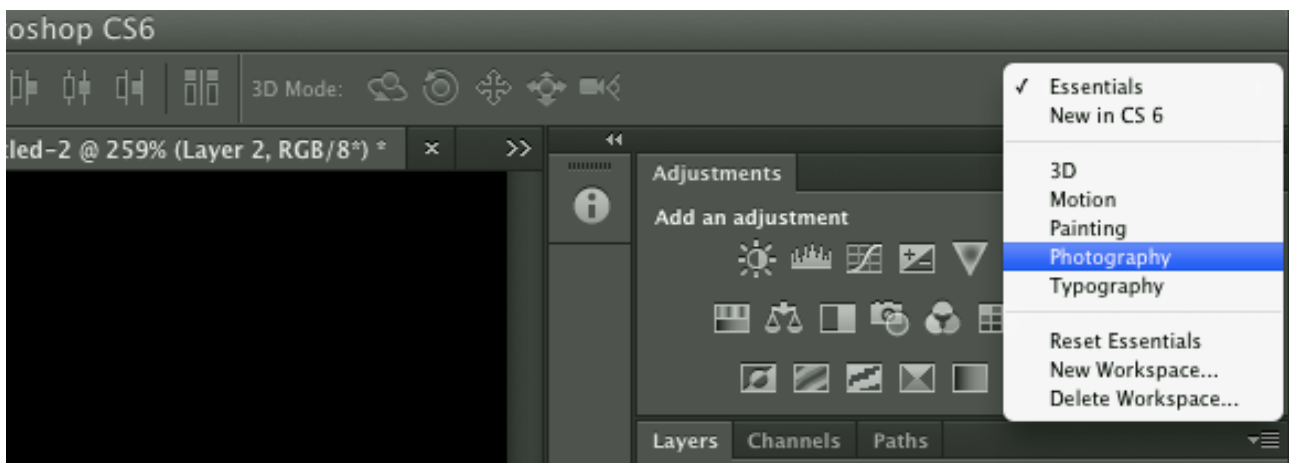 oshop CS6
3D Mode:
tled-2 @ 259% (Layer 2, RGB/8*) * × >>
Adjustments
Add an adjustment
Layers Channels Paths
✓ Essentials
New in CS 6
3D
Motion
Painting
Photography
Typography
Reset Essentials
New Workspace...
Delete Workspace...